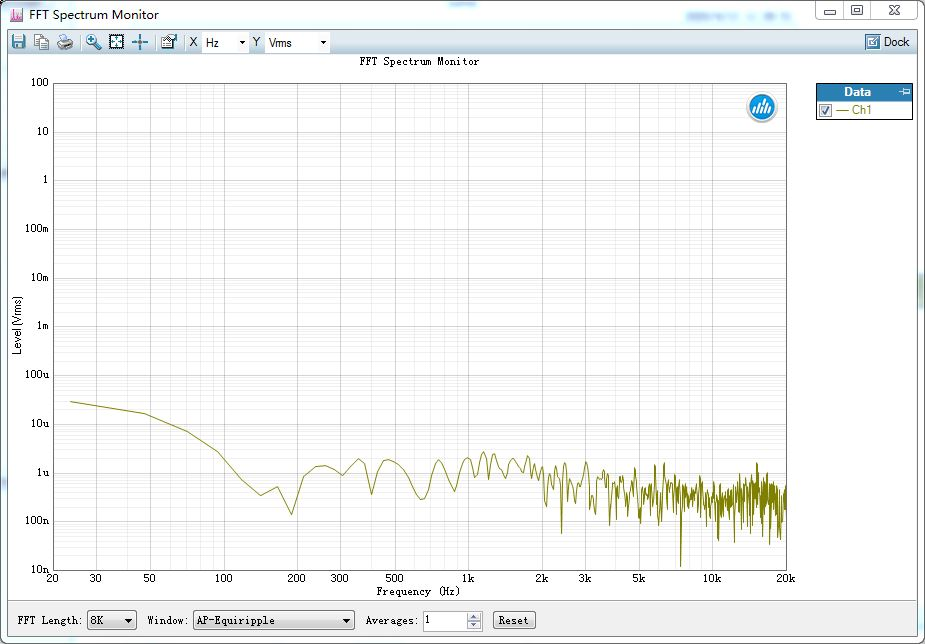 FFT Spectrum Monitor
X Hz Y Vrms Dock
FFT Spectrum Monitor
100
10
1
100m
10m
1m
100u
10u
1u
100n
10n
Level (Vrms)
20 30 50 100 200 300 500 1k 2k 3k 5k 10k 20k
Frequency (Hz)
Data
Ch1
FFT Length: 8K Window: AP-Equiripple Averages: 1 Reset